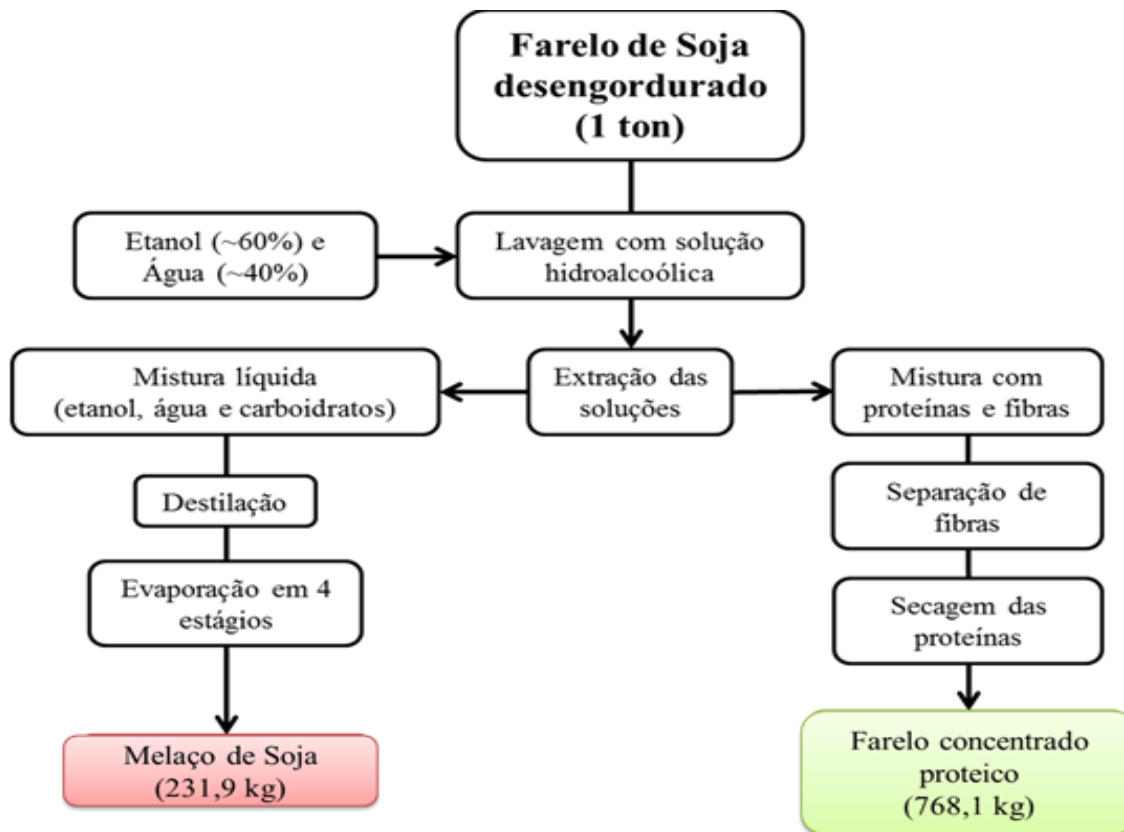 Farelo de Soja
desengordurado
(1 ton)
Etanol (~60%) e
Água (~40%)
Lavagem com solução
hidroalcoólica
Mistura líquida
(etanol, água e carboidratos)
Extração das
soluções
Mistura com
proteínas e fibras
Destilação
Separação de
fibras
Evaporação em 4
estágios
Secagem das
proteínas
Melaço de Soja
(231,9 kg)
Farelo concentrado
proteico
(768,1 kg)